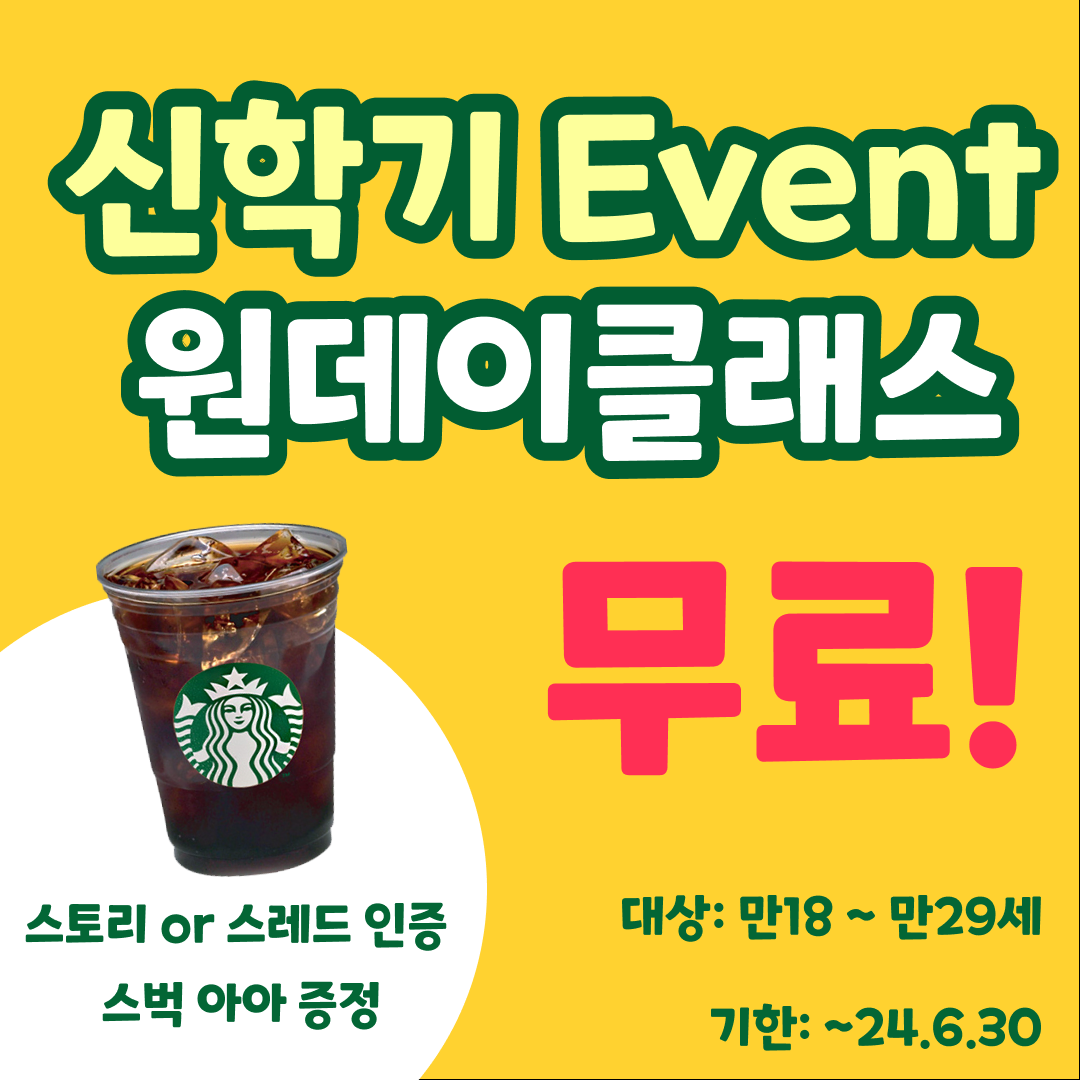 신학기 Event
원데이클래스
무료!
스토리 or 스레드 인증
스벅 아아 증정
대상: 만18 ~ 만29세
기한: ~24.6.30